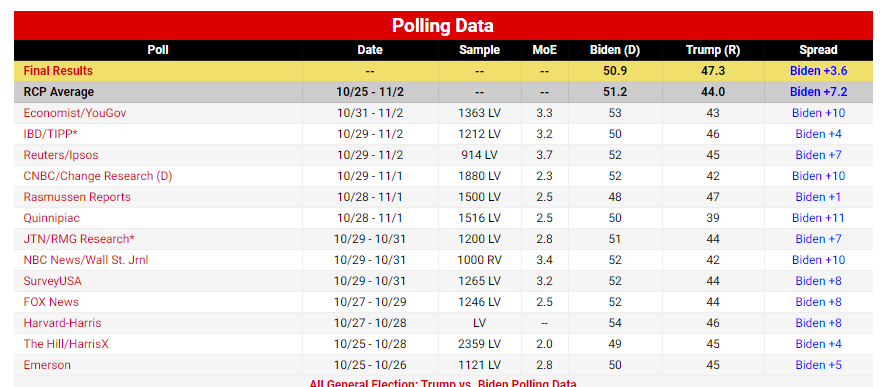 Polling Data
Poll Date Sample MoE Biden (D) Trump (R) Spread
Final Results -- -- -- 50.9 47.3 Biden +3.6
RCP Average 10/25 - 11/2 -- -- 51.2 44.0 Biden +7.2
Economist/YouGov 10/31 - 11/2 1363 LV 3.3 53 43 Biden +10
IBD/TIPP* 10/29 - 11/2 1212 LV 3.2 50 46 Biden +4
Reuters/Ipsos 10/29 - 11/2 914 LV 3.7 52 45 Biden +7
CNBC/Change Research (D) 10/29 - 11/1 1880 LV 2.3 52 42 Biden +10
Rasmussen Reports 10/28 - 11/1 1500 LV 2.5 48 47 Biden +1
Quinnipiac 10/28 - 11/1 1516 LV 2.5 50 39 Biden +11
JTN/RMG Research* 10/29 - 10/31 1200 LV 2.8 51 44 Biden +7
NBC News/Wall St. Jrnl 10/29 - 10/31 1000 RV 3.4 52 42 Biden +10
SurveyUSA 10/29 - 10/31 1265 LV 3.2 52 44 Biden +8
FOX News 10/27 - 10/29 1246 LV 2.5 52 44 Biden +8
Harvard-Harris 10/27 - 10/28 LV -- 54 46 Biden +8
The Hill/HarrisX 10/25 - 10/28 2359 LV 2.0 49 45 Biden +4
Emerson 10/25 - 10/26 1121 LV 2.8 50 45 Biden +5
All General Election: Trump vs. Biden Polling Data